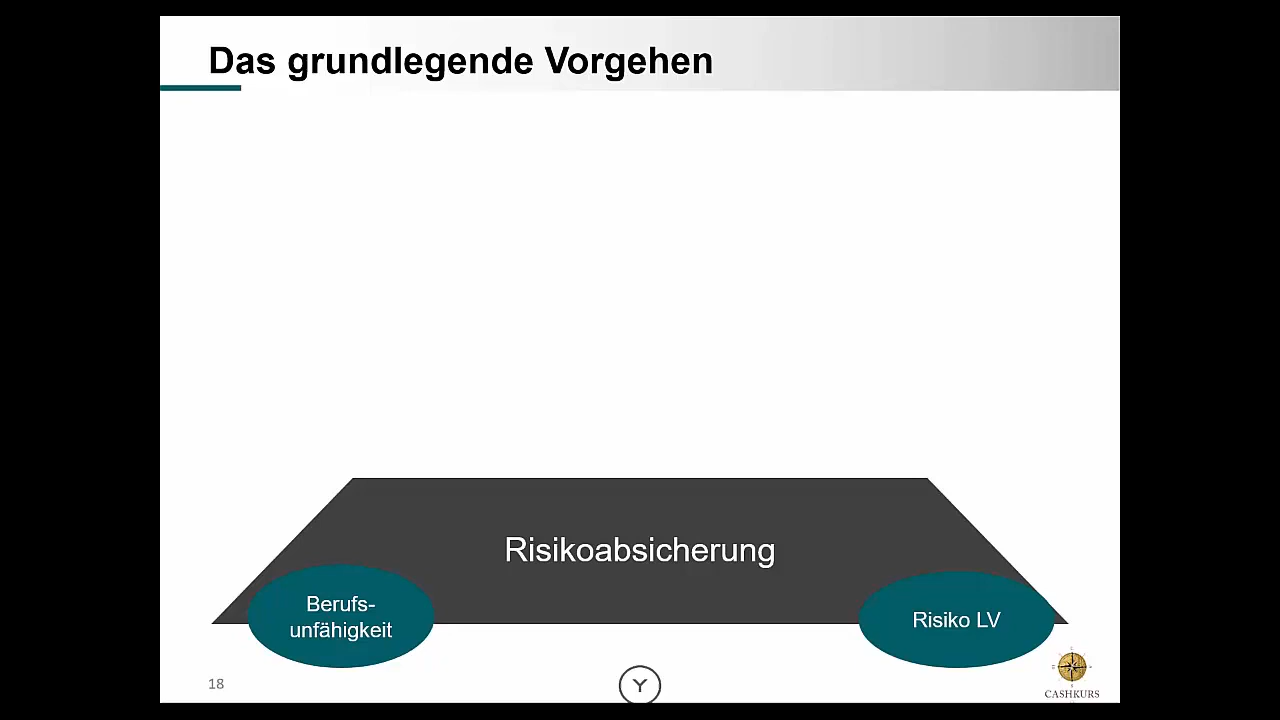 Das grundlegende Vorgehen
Risikoabsicherung
Berufs-
unfähigkeit
Risiko LV
18
Y
CASHKURS